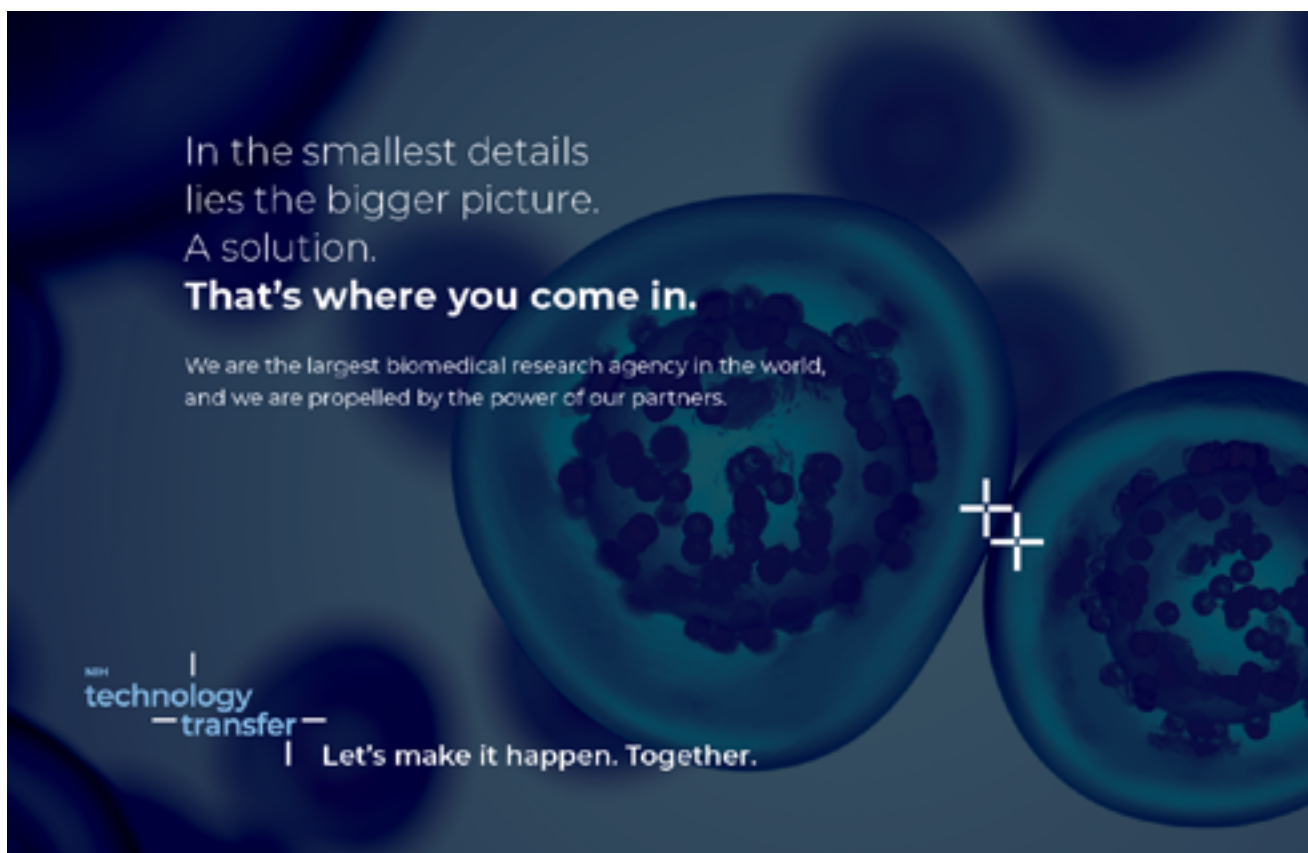 In the smallest details
lies the bigger picture.
A solution.
That's where you come in.
We are the largest biomedical research agency in the world,
and we are propelled by the power of our partners.
NIH
technology
transfer
Let's make it happen. Together.